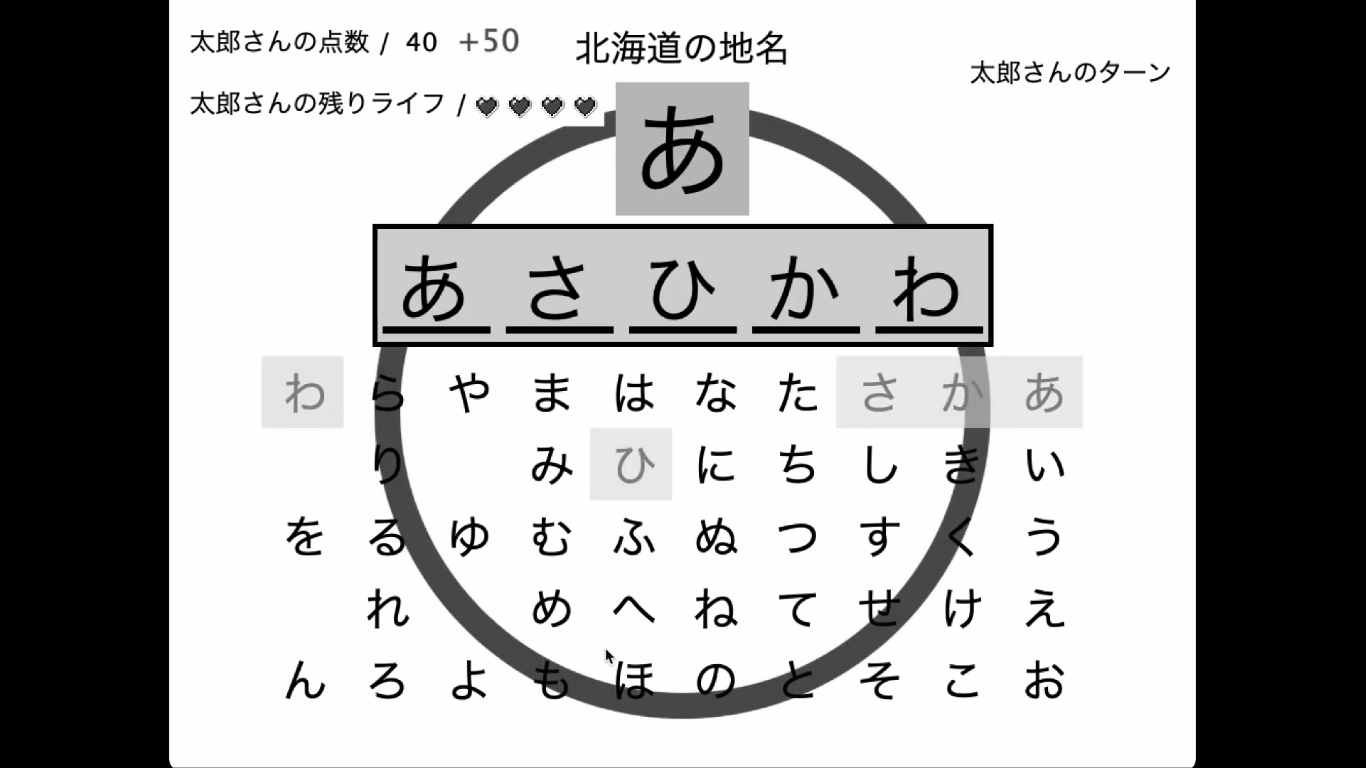 太郎さんの点数 / 40 +50
北海道の地名
太郎さんのターン
太郎さんの残りライフ /
あ
あさひかわ
わ ら や ま は な た さ か あ
り み ひ に ち し き い
を る ゆ む ふ ぬ つ す く う
れ め へ ね て せ け え
ん ろ よ も ほ の と そ こ お